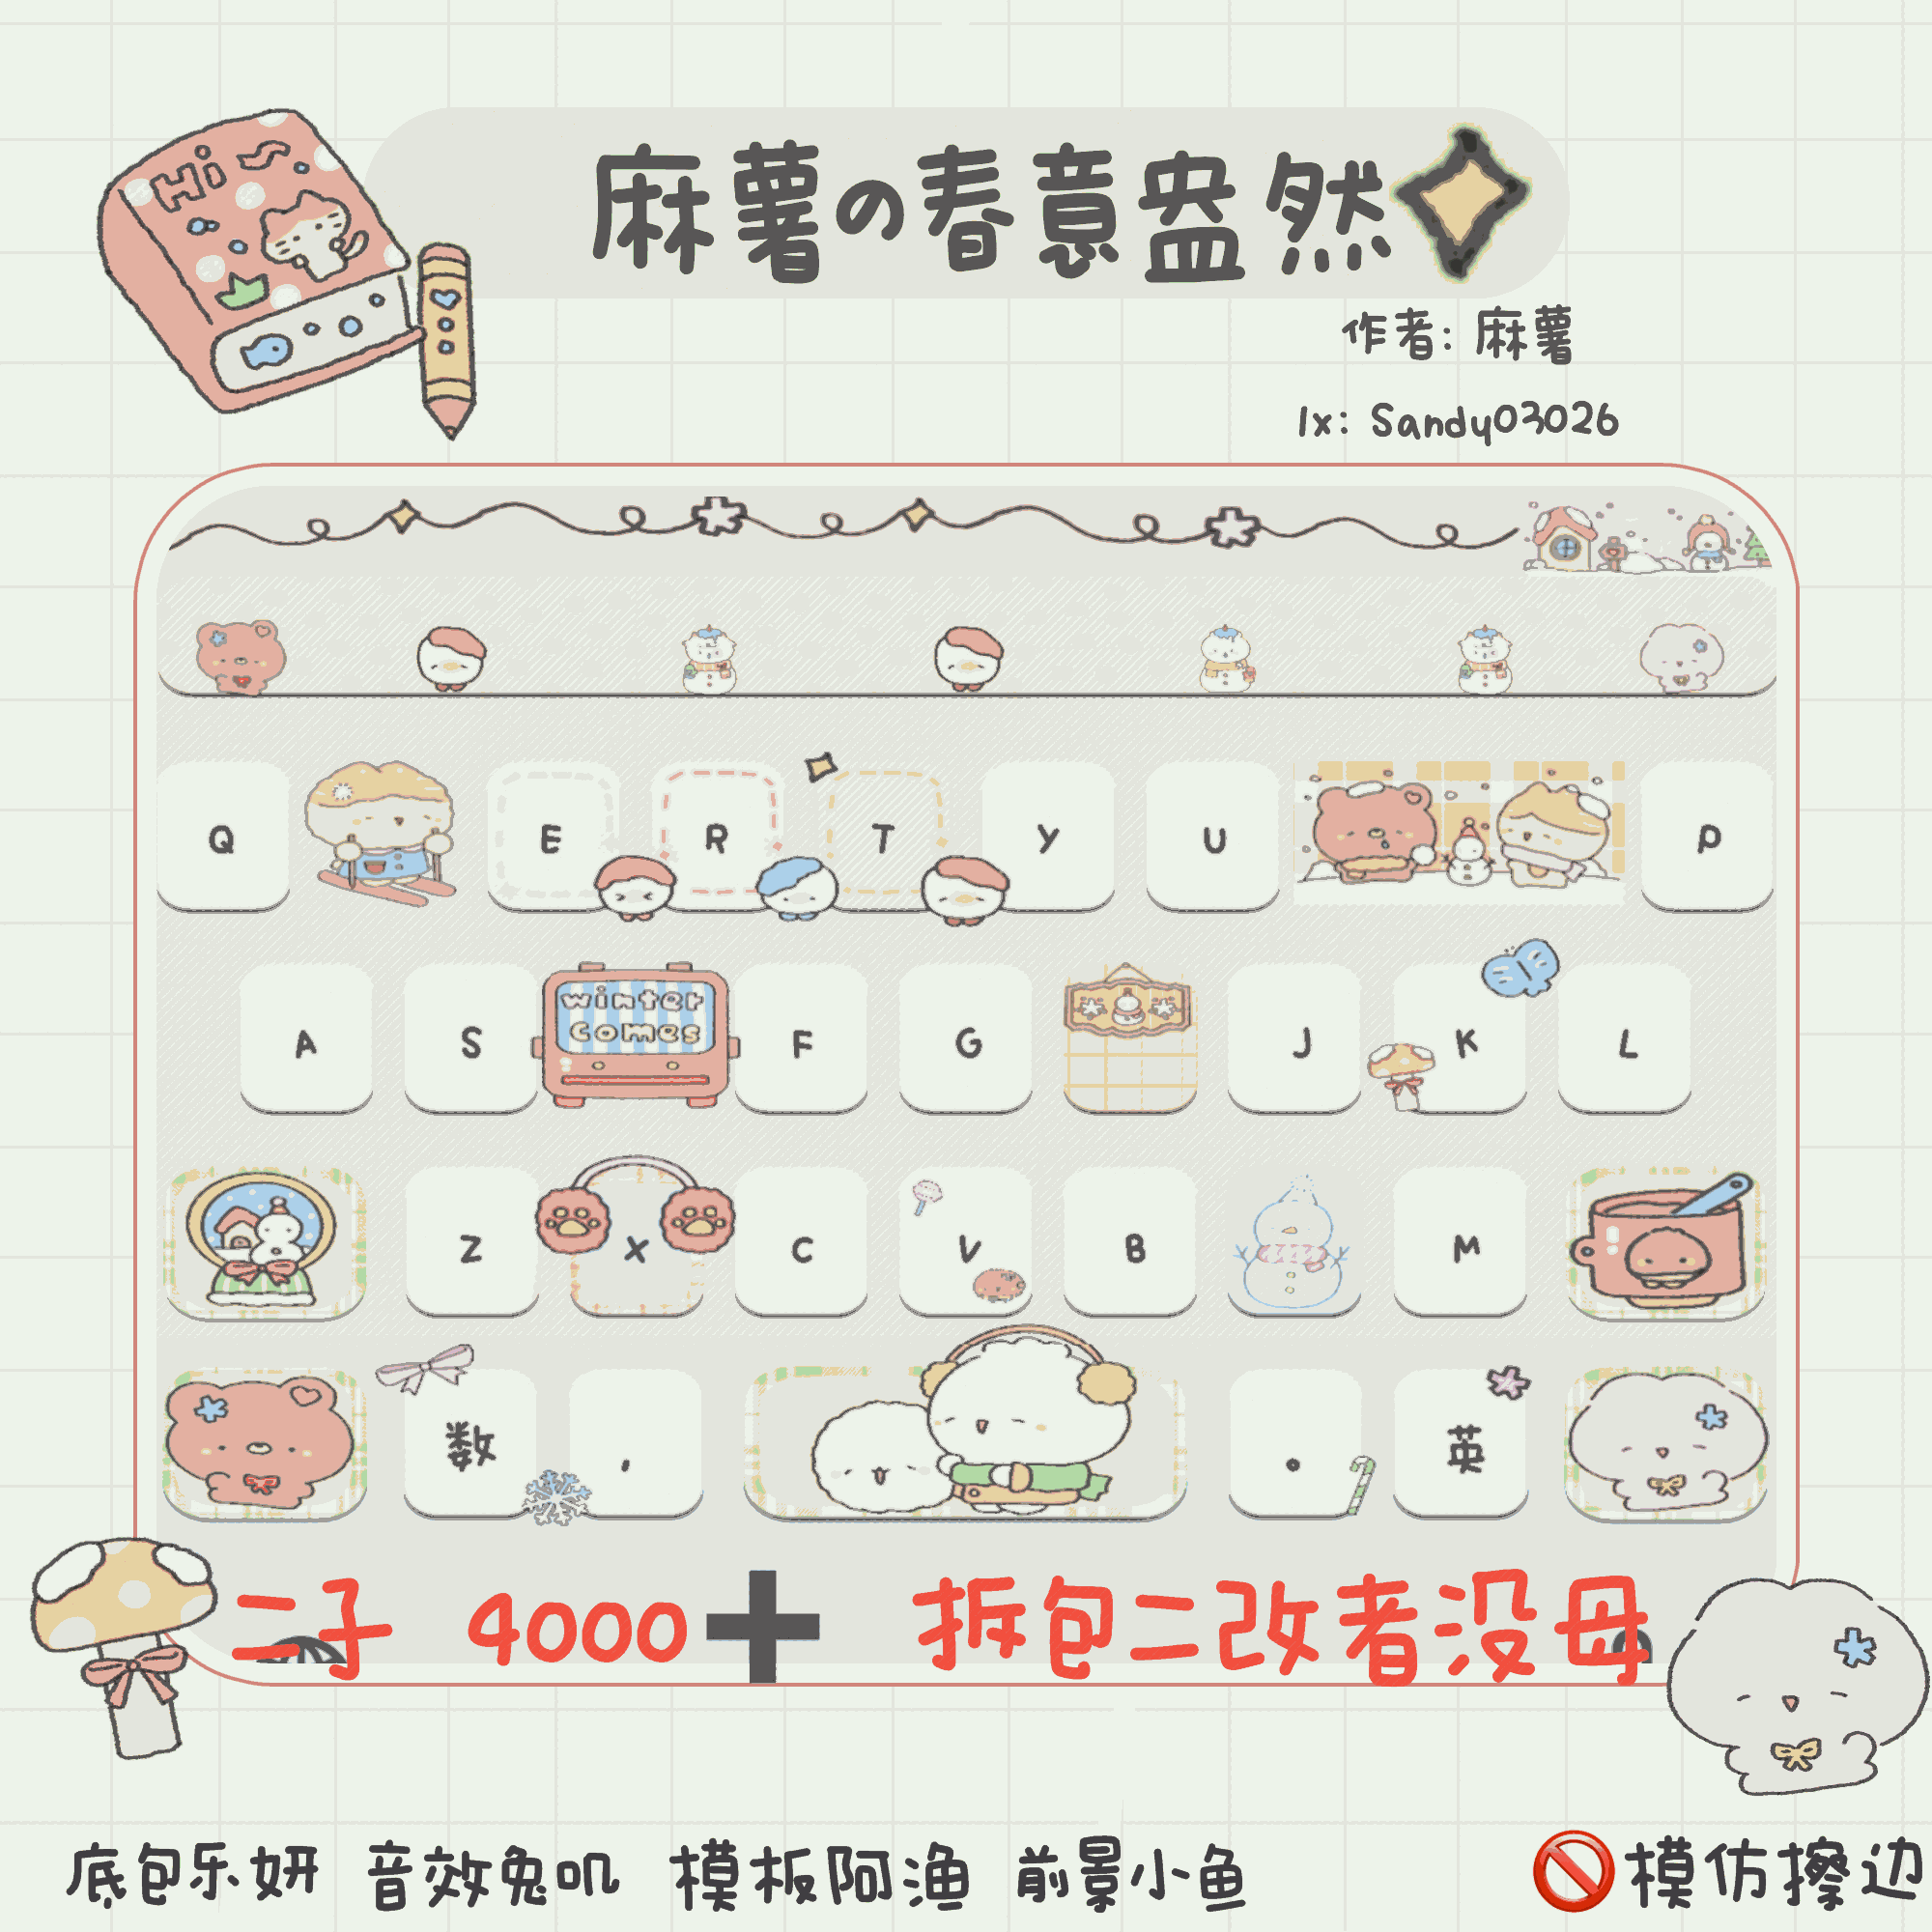 Hi
麻薯の春意盎然
作者: 麻薯
lx: Sandy03026
Q E R T Y U P
A S winter comes F G J K L
Z X C V B M
数 , 。 英
二子 4000+ 拆包二改者没母
底包乐妍 音效兔叽 模板阿渔 前景小鱼 🚫模仿擦边